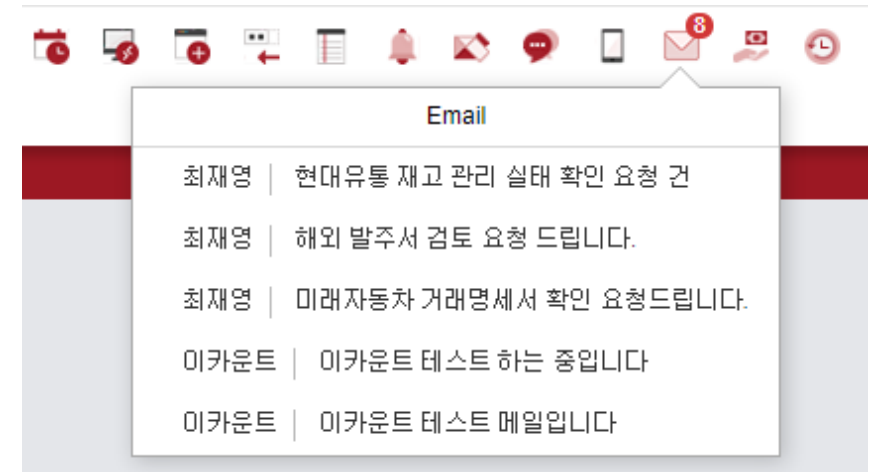 8
Email
최재영 | 현대유통 재고 관리 실태 확인 요청 건
최재영 | 해외 발주서 검토 요청 드립니다.
최재영 | 미래자동차 거래명세서 확인 요청드립니다.
이카운트 | 이카운트 테스트 하는 중입니다
이카운트 | 이카운트 테스트 메일입니다